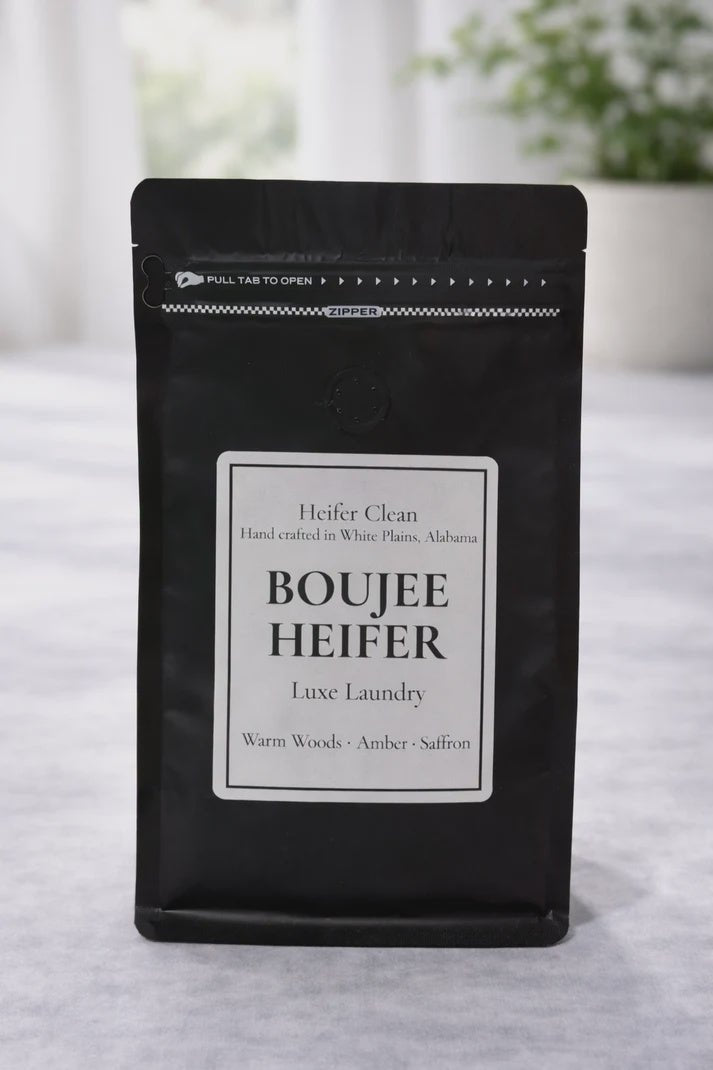 PULL TAB TO OPEN
ZIPPER
Heifer Clean
Hand crafted in White Plains, Alabama
BOUJEE
HEIFER
Luxe Laundry
Warm Woods · Amber · Saffron